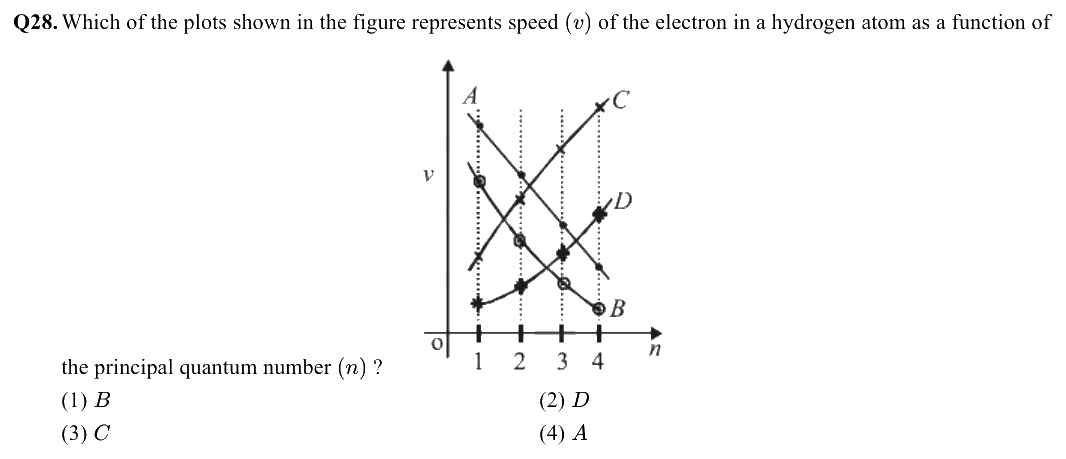 Q28. Which of the plots shown in the figure represents speed (v) of the electron in a hydrogen atom as a function of
A
C
v
D
B
O
1 2 3 4
n
the principal quantum number (n) ?
(1) B
(2) D
(3) C
(4) A